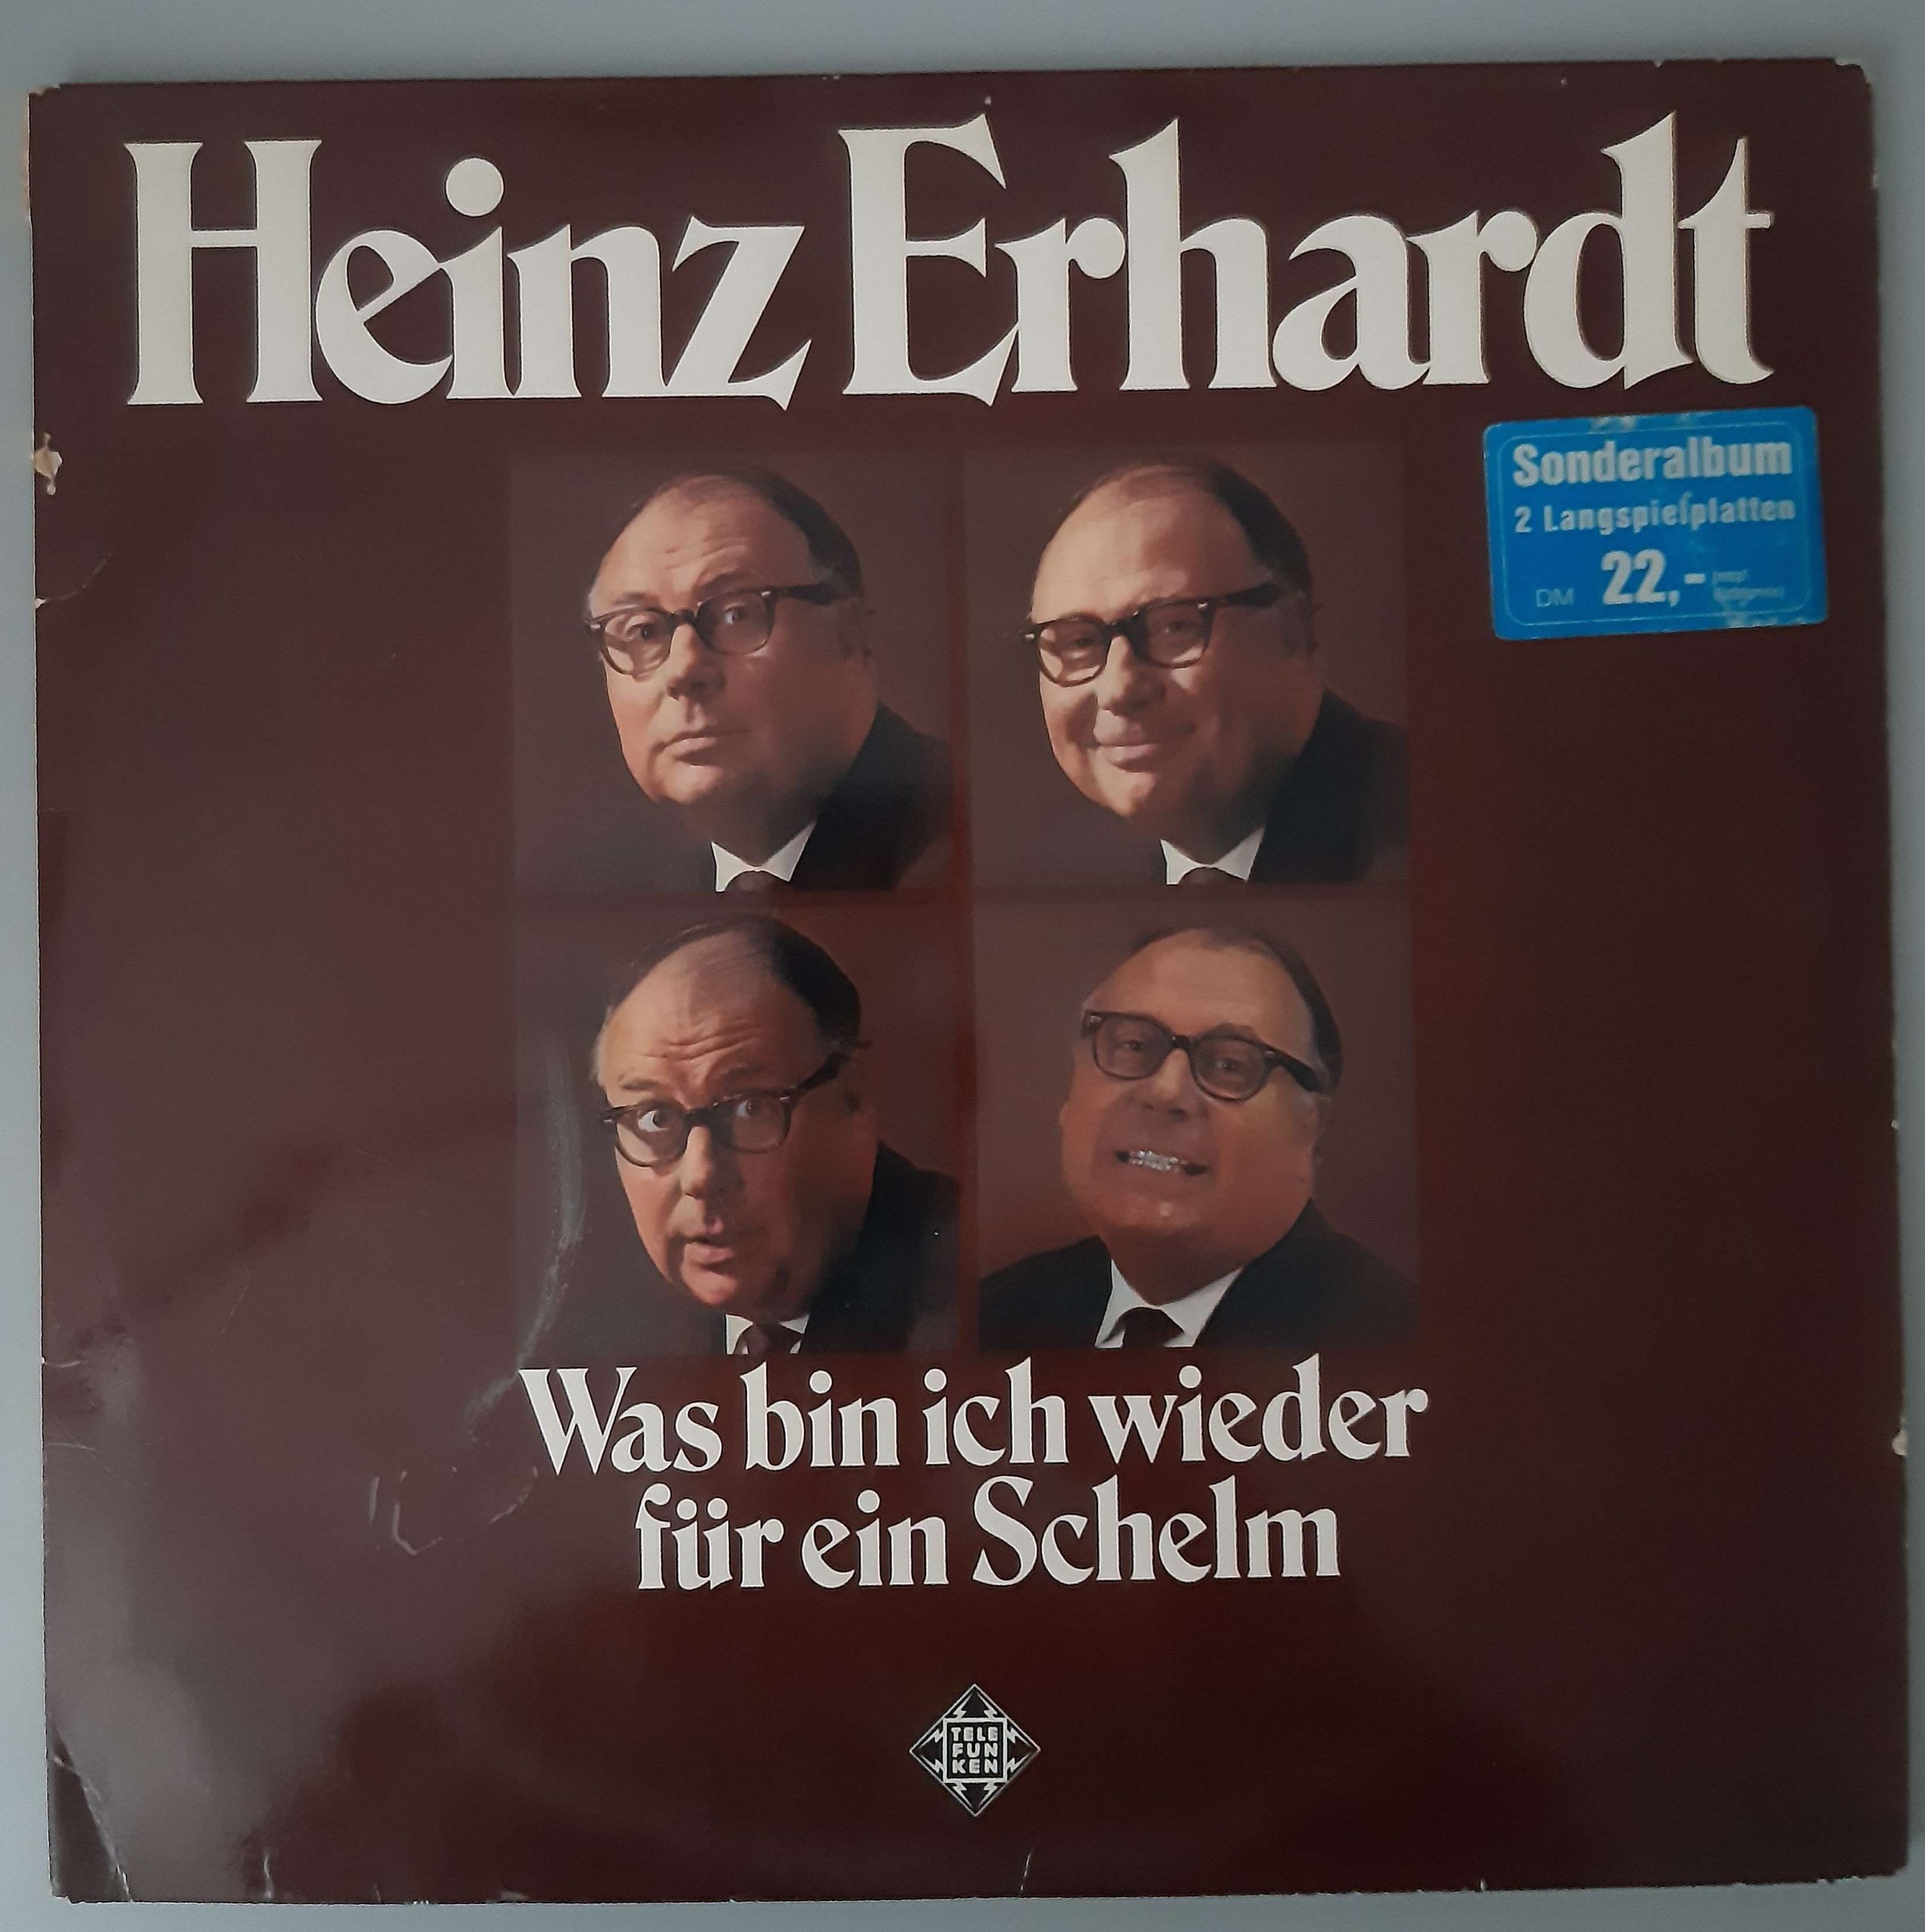 Heinz Erhardt
Sonderalbum
2 Langspielplatten
DM 22,-
Was bin ich wieder
für ein Schelm
TELE
FUN
KEN